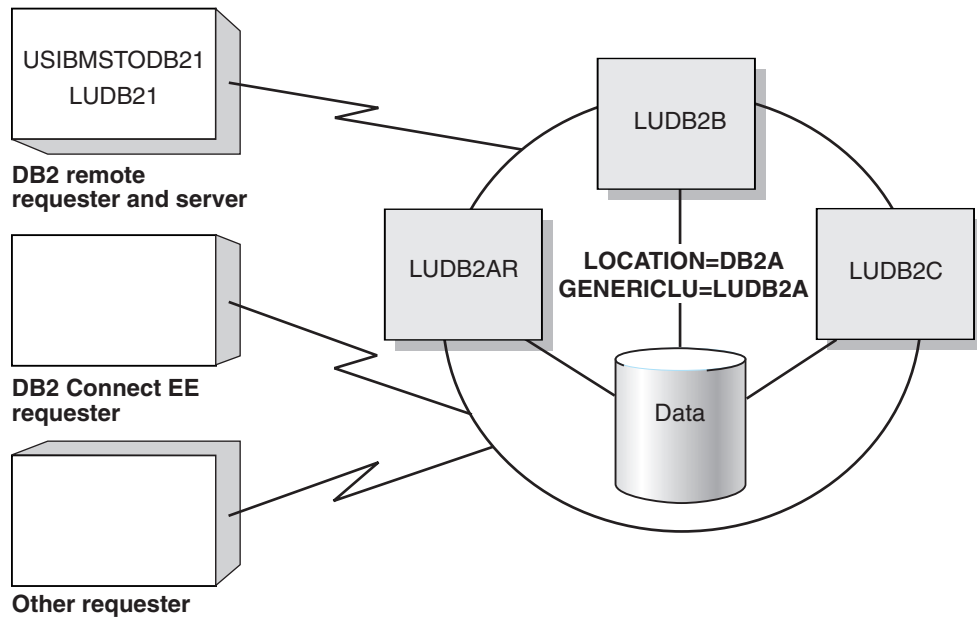 USIBMSTODB21
LUDB21
DB2 remote
requester and server
DB2 Connect EE
requester
Other requester
LUDB2B
LUDB2AR
LOCATION=DB2A
GENERICLU=LUDB2A
LUDB2C
Data